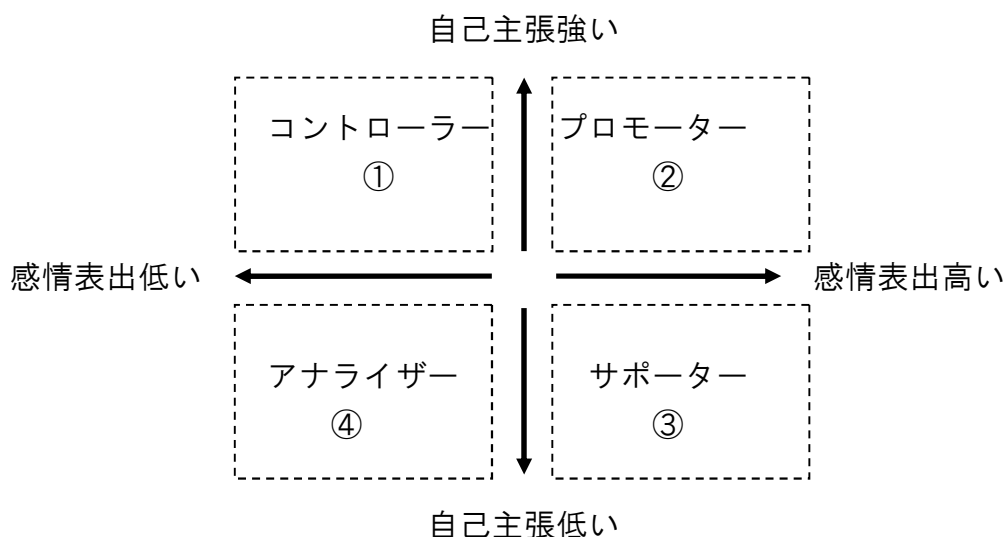 自己主張強い
コントローラー
①
プロモーター
②
感情表出低い
感情表出高い
アナライザー
④
サポーター
③
自己主張低い